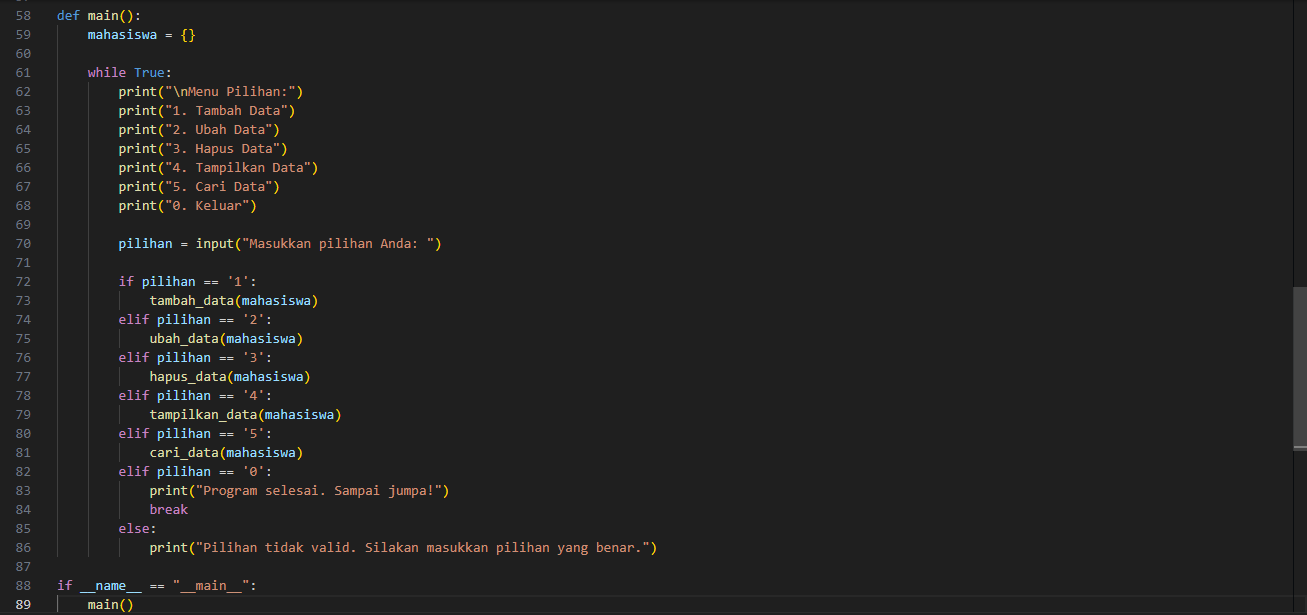 58 def main():
59     mahasiswa = {}
60
61     while True:
62         print("\nMenu Pilihan:")
63         print("1. Tambah Data")
64         print("2. Ubah Data")
65         print("3. Hapus Data")
66         print("4. Tampilkan Data")
67         print("5. Cari Data")
68         print("0. Keluar")
69
70         pilihan = input("Masukkan pilihan Anda: ")
71
72         if pilihan == '1':
73             tambah_data(mahasiswa)
74         elif pilihan == '2':
75             ubah_data(mahasiswa)
76         elif pilihan == '3':
77             hapus_data(mahasiswa)
78         elif pilihan == '4':
79             tampilkan_data(mahasiswa)
80         elif pilihan == '5':
81             cari_data(mahasiswa)
82         elif pilihan == '0':
83             print("Program selesai. Sampai jumpa!")
84             break
85         else:
86             print("Pilihan tidak valid. Silakan masukkan pilihan yang benar.")
87
88 if __name__ == "__main__":
89     main()